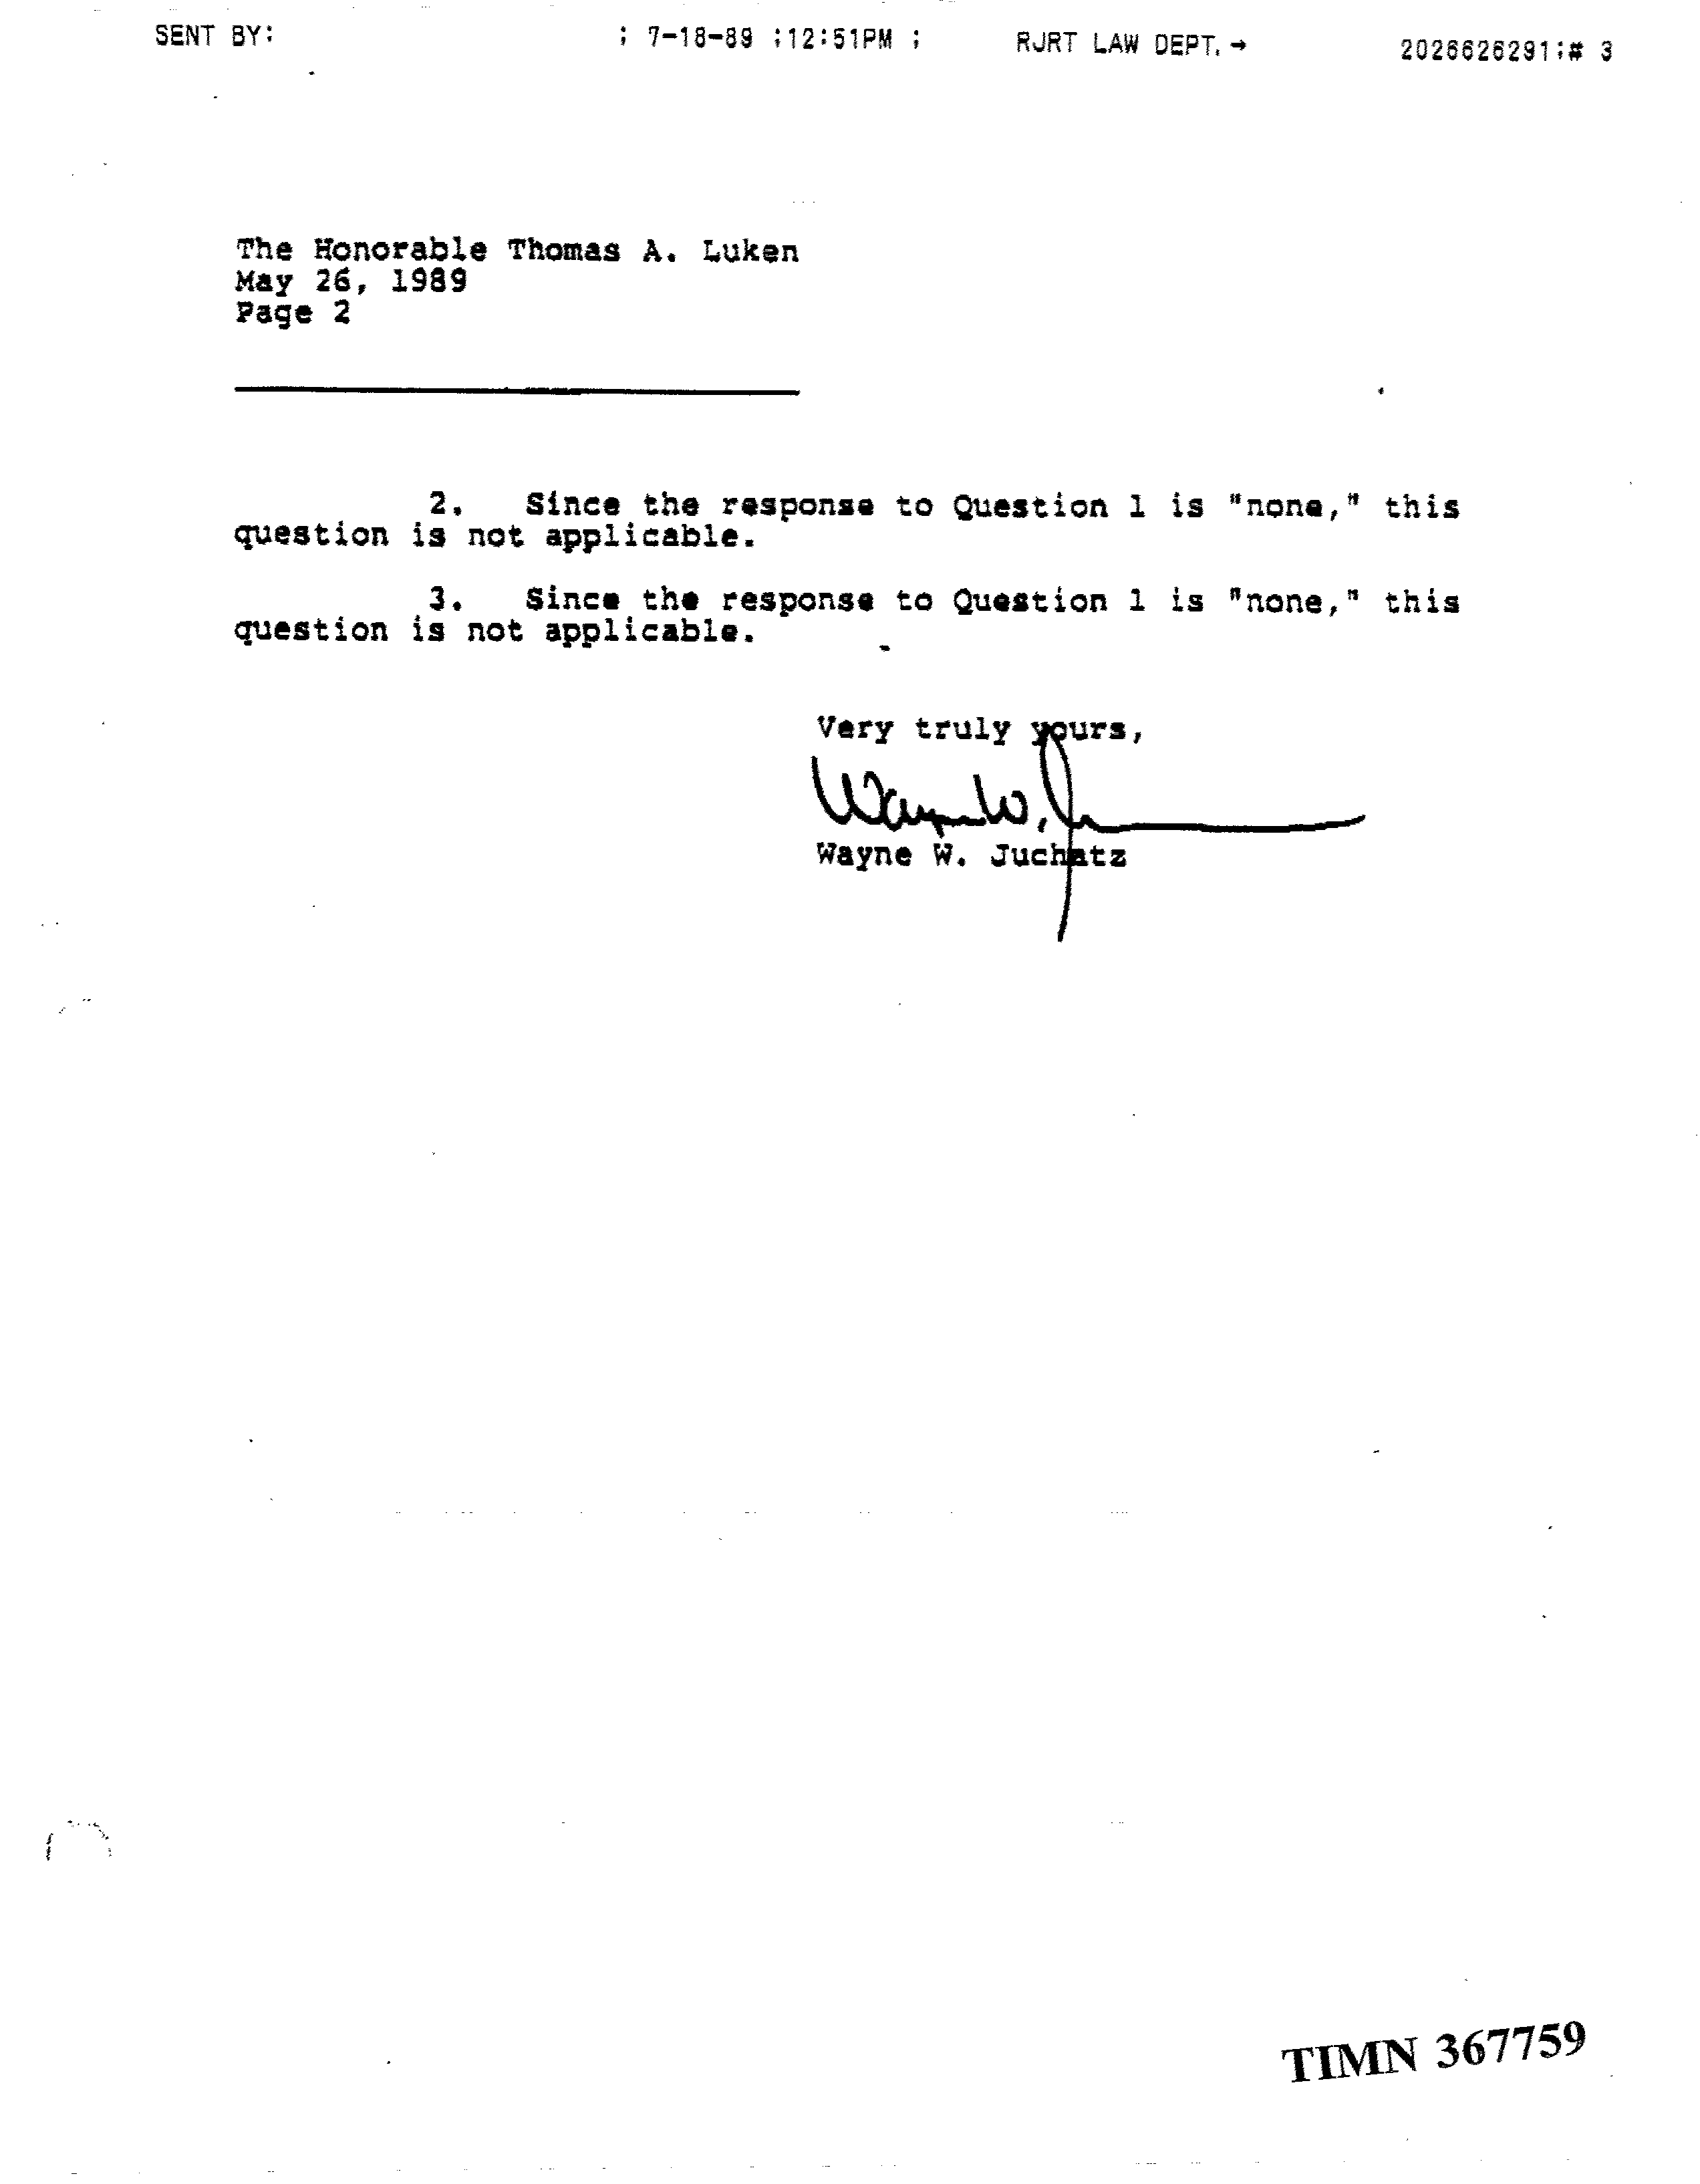 SENT BY: ; 7-18-89 ;12:51PM ; RJRT LAW DEPT.→ 2026626291;# 3
The Honorable Thomas A. Luken
May 26, 1989
Page 2
2. Since the response to Question 1 is "none," this
question is not applicable.
3. Since the response to Question 1 is "none," this
question is not applicable.
Very truly yours,
Wayne W. J
Wayne W. Juchatz
TIMN 367759